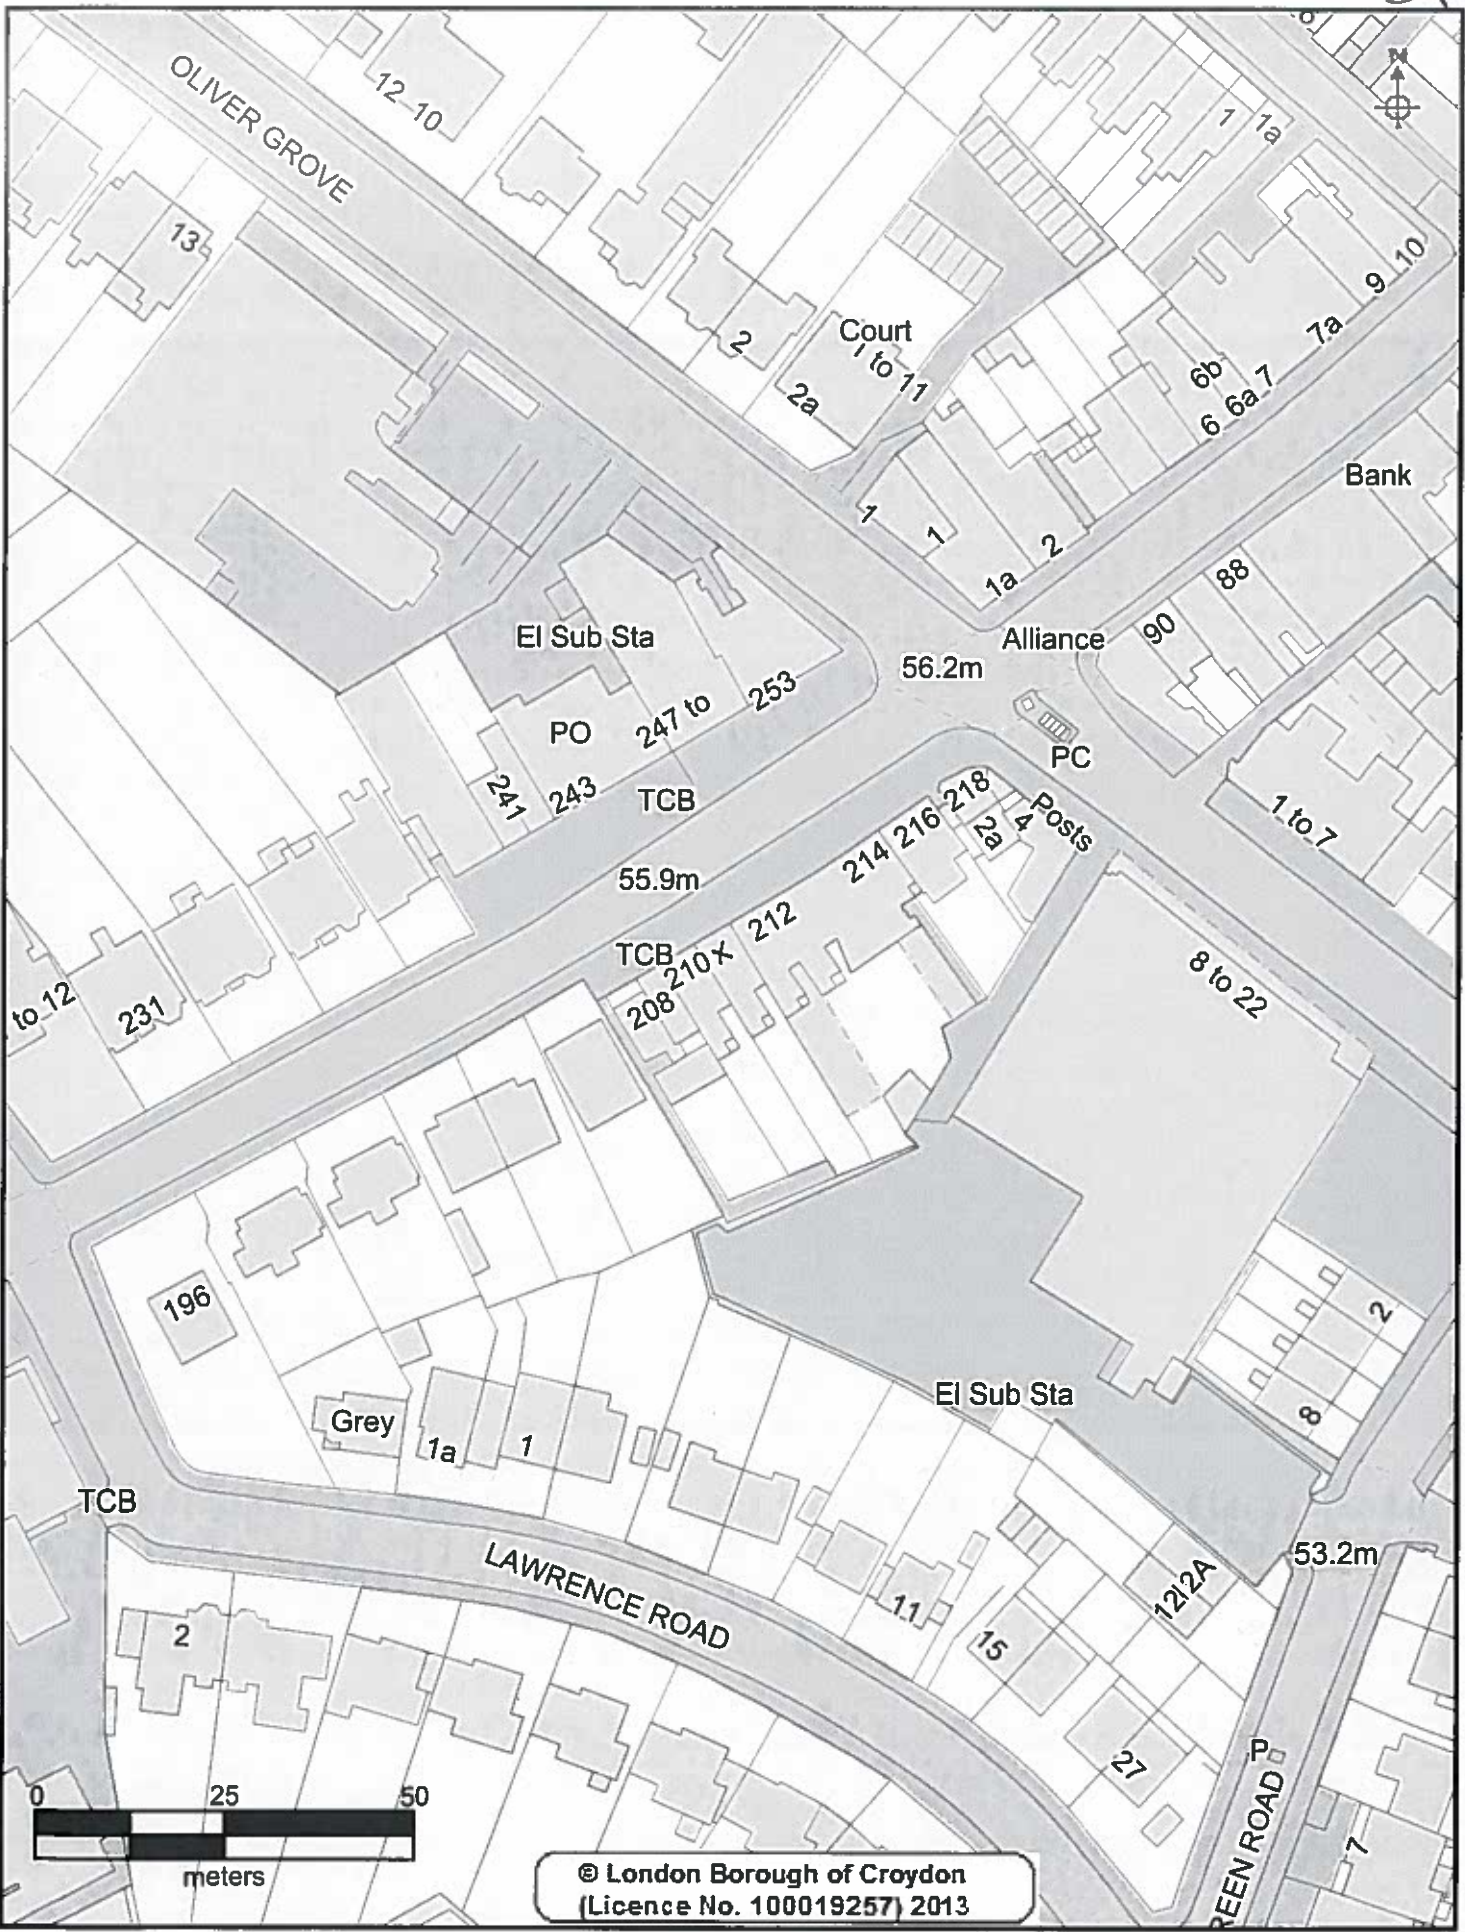 N
12 10
1 1a
OLIVER GROVE
13
10
9
2
Court
1 to 11
2a
7a
6b
6 6a 7
Bank
1
1
2
1a
88
90
El Sub Sta
Alliance
56.2m
253
247 to
PO
PC
243
241
TCB
218
216
214
2a
4
Posts
1 to 7
55.9m
212
TCB
210 X
208
8 to 22
to 12
231
196
2
El Sub Sta
8
Grey
1a
1
TCB
53.2m
LAWRENCE ROAD
11
12
12A
15
2
27
P
REEN ROAD
7
0 25 50
meters
© London Borough of Croydon
(Licence No. 100019257) 2013